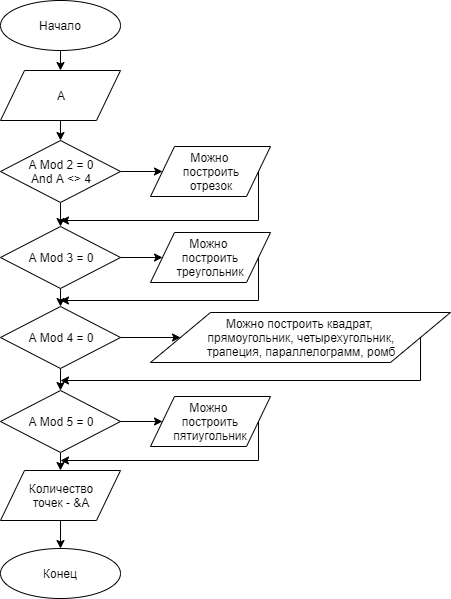 Начало
А
A Mod 2 = 0
And A <> 4
Можно
построить
отрезок
A Mod 3 = 0
Можно
построить
треугольник
A Mod 4 = 0
Можно построить квадрат,
прямоугольник, четырехугольник,
трапеция, параллелограмм, ромб
A Mod 5 = 0
Можно
построить
пятиугольник
Количество
точек - &A
Конец